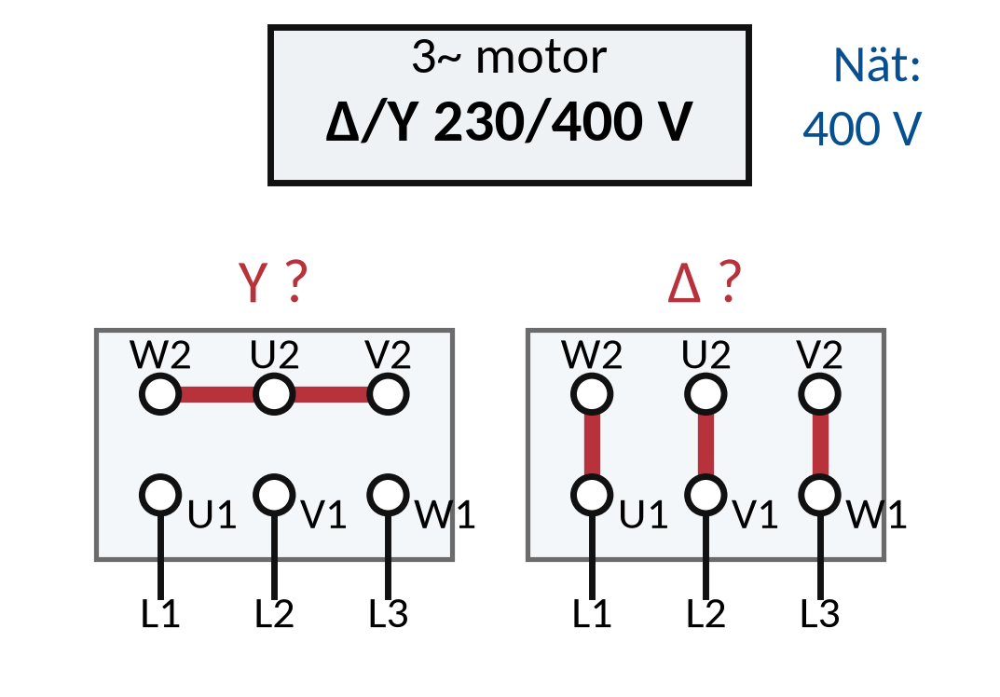 3~ motor
Δ/Y 230/400 V
Nät:
400 V
Y ?
Δ ?
W2 U2 V2
U1 V1 W1
L1 L2 L3
W2 U2 V2
U1 V1 W1
L1 L2 L3